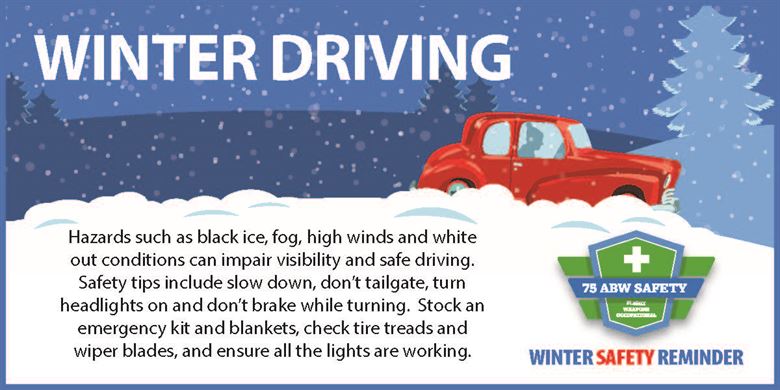 WINTER DRIVING
Hazards such as black ice, fog, high winds and white
out conditions can impair visibility and safe driving.
Safety tips include slow down, don't tailgate, turn
headlights on and don't brake while turning.  Stock an
emergency kit and blankets, check tire treads and
wiper blades, and ensure all the lights are working.
75 ABW SAFETY
FLIGHT
WEAPONS
OCCUPATIONAL
WINTER SAFETY REMINDER